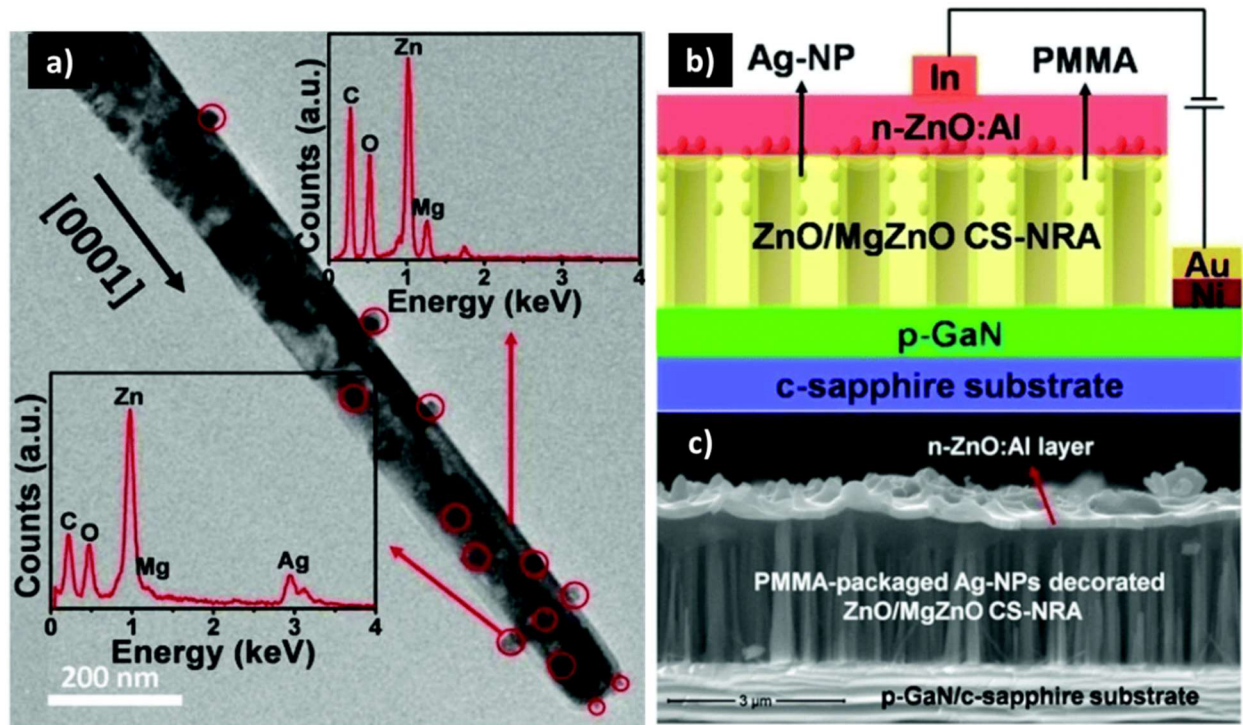 a)
[0001]
Counts (a.u.)
C
O
Zn
Mg
0
1
2
3
4
Energy (keV)
Counts (a.u.)
C
O
Zn
Mg
Ag
0
1
2
3
4
Energy (keV)
200 nm
b)
Ag-NP
In
PMMA
n-ZnO:Al
ZnO/MgZnO CS-NRA
Au
Ni
p-GaN
c-sapphire substrate
c)
n-ZnO:Al layer
PMMA-packaged Ag-NPs decorated
ZnO/MgZnO CS-NRA
3 μm
p-GaN/c-sapphire substrate